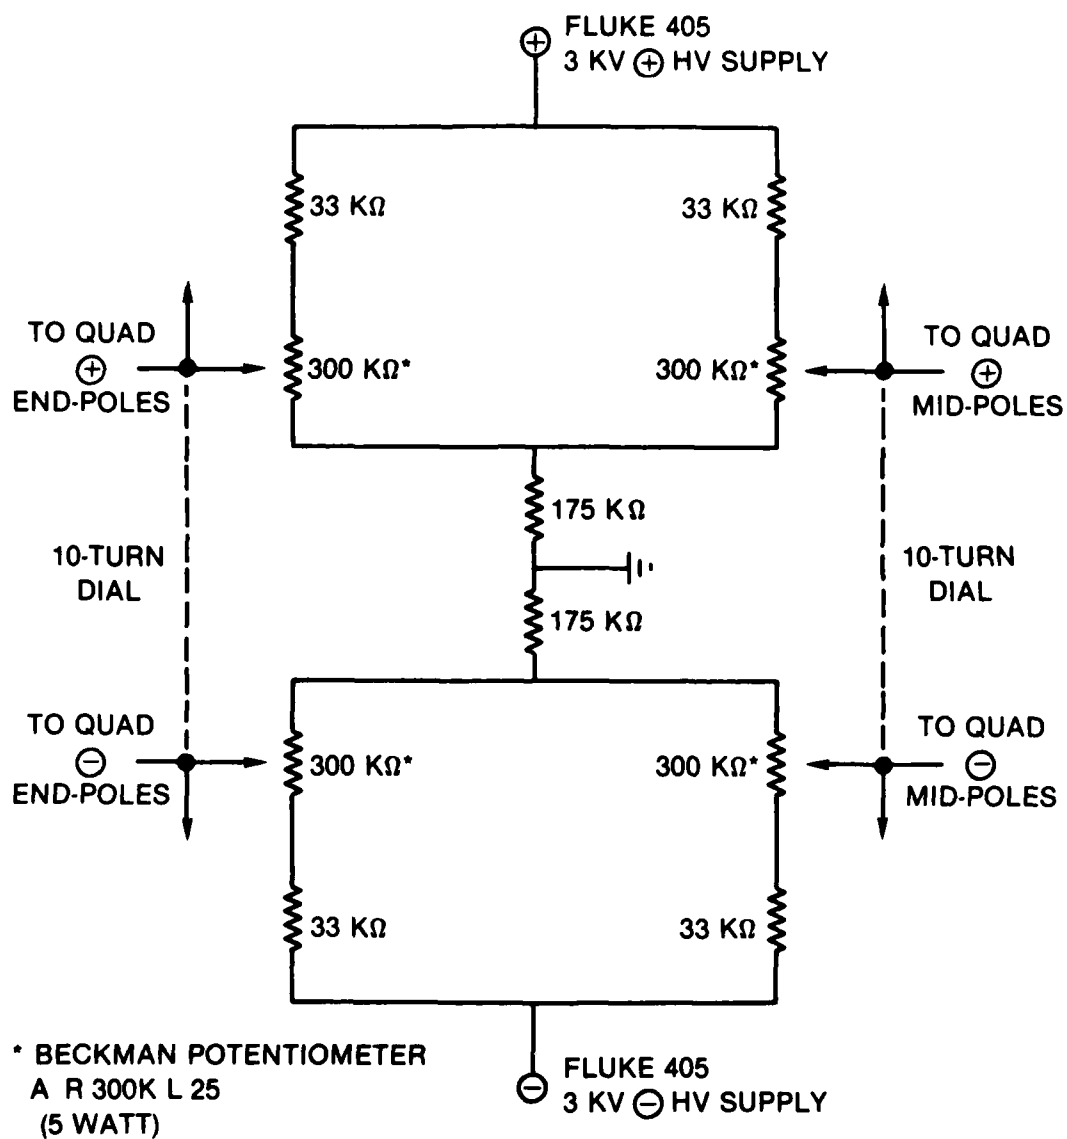 FLUKE 405
3 KV ⊕ HV SUPPLY
33 KΩ
33 KΩ
TO QUAD
⊕
END-POLES
300 KΩ*
300 KΩ*
TO QUAD
⊕
MID-POLES
175 KΩ
10-TURN
DIAL
10-TURN
DIAL
175 KΩ
TO QUAD
⊖
END-POLES
300 KΩ*
300 KΩ*
TO QUAD
⊖
MID-POLES
33 KΩ
33 KΩ
* BECKMAN POTENTIOMETER
A R 300K L 25
(5 WATT)
FLUKE 405
3 KV ⊖ HV SUPPLY